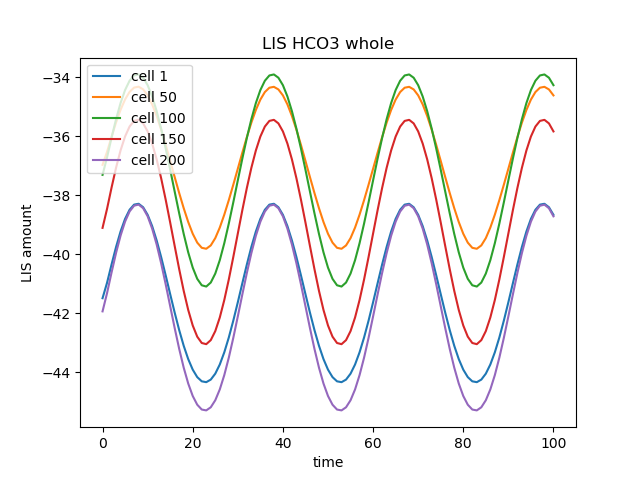 LIS HCO3 whole
cell 1
cell 50
cell 100
cell 150
cell 200
LIS amount
−34
−36
−38
−40
−42
−44
0 20 40 60 80 100
time